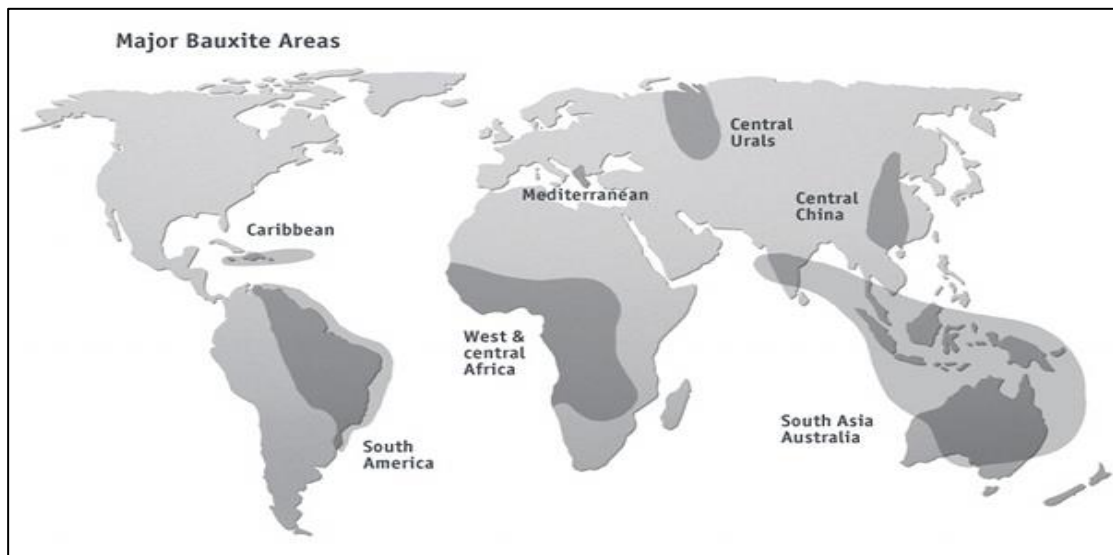 Major Bauxite Areas
Central
Urals
Mediterranean
Central
China
Caribbean
West &
central
Africa
South Asia
Australia
South
America